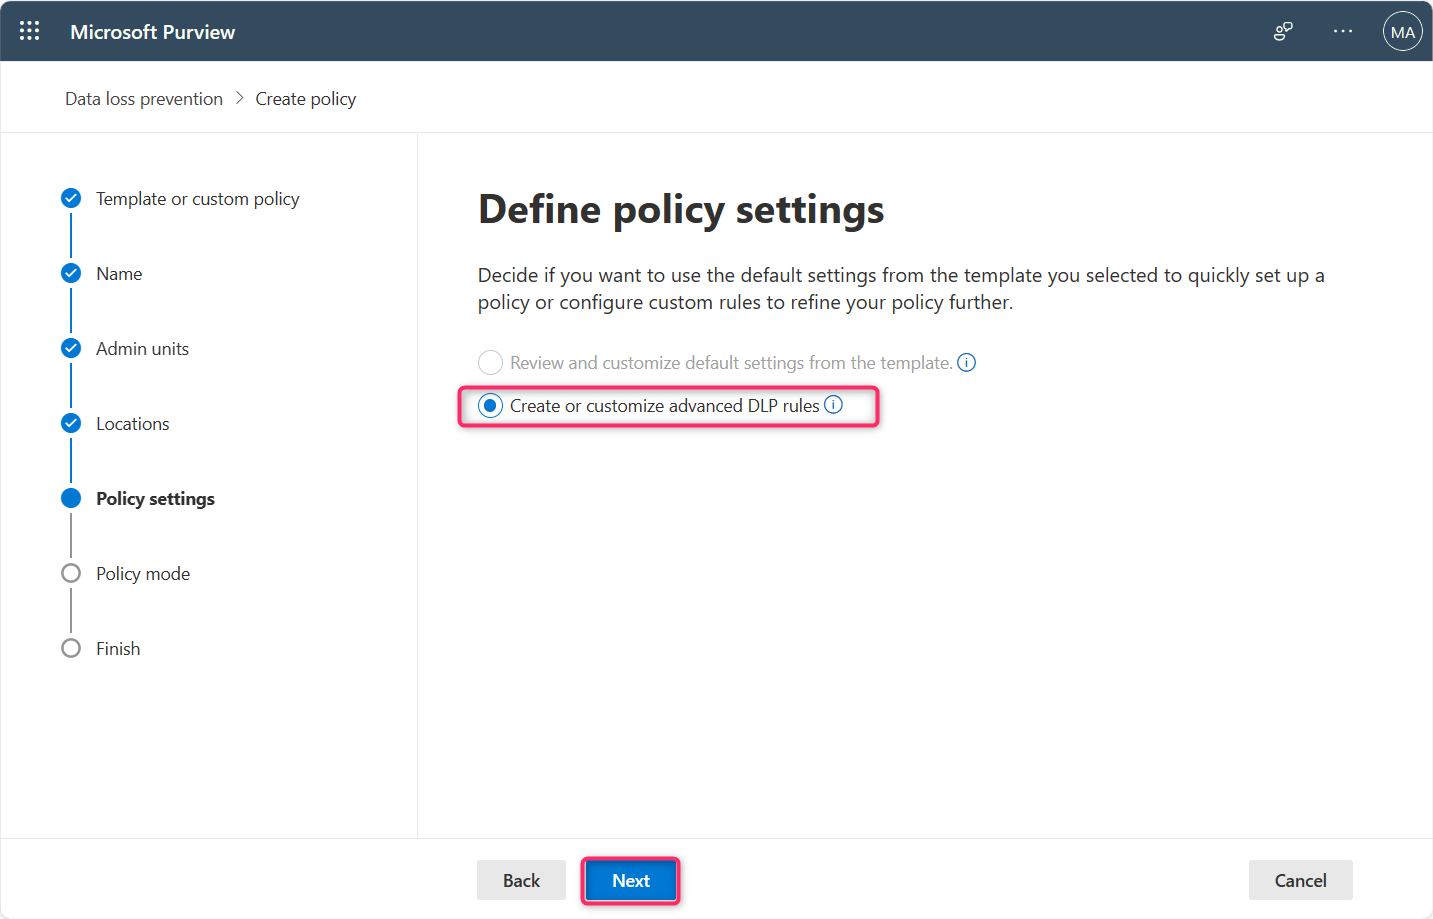 Microsoft Purview
MA
Data loss prevention > Create policy
Template or custom policy
Name
Admin units
Locations
Policy settings
Policy mode
Finish
Define policy settings
Decide if you want to use the default settings from the template you selected to quickly set up a
policy or configure custom rules to refine your policy further.
Review and customize default settings from the template.
Create or customize advanced DLP rules
Back
Next
Cancel